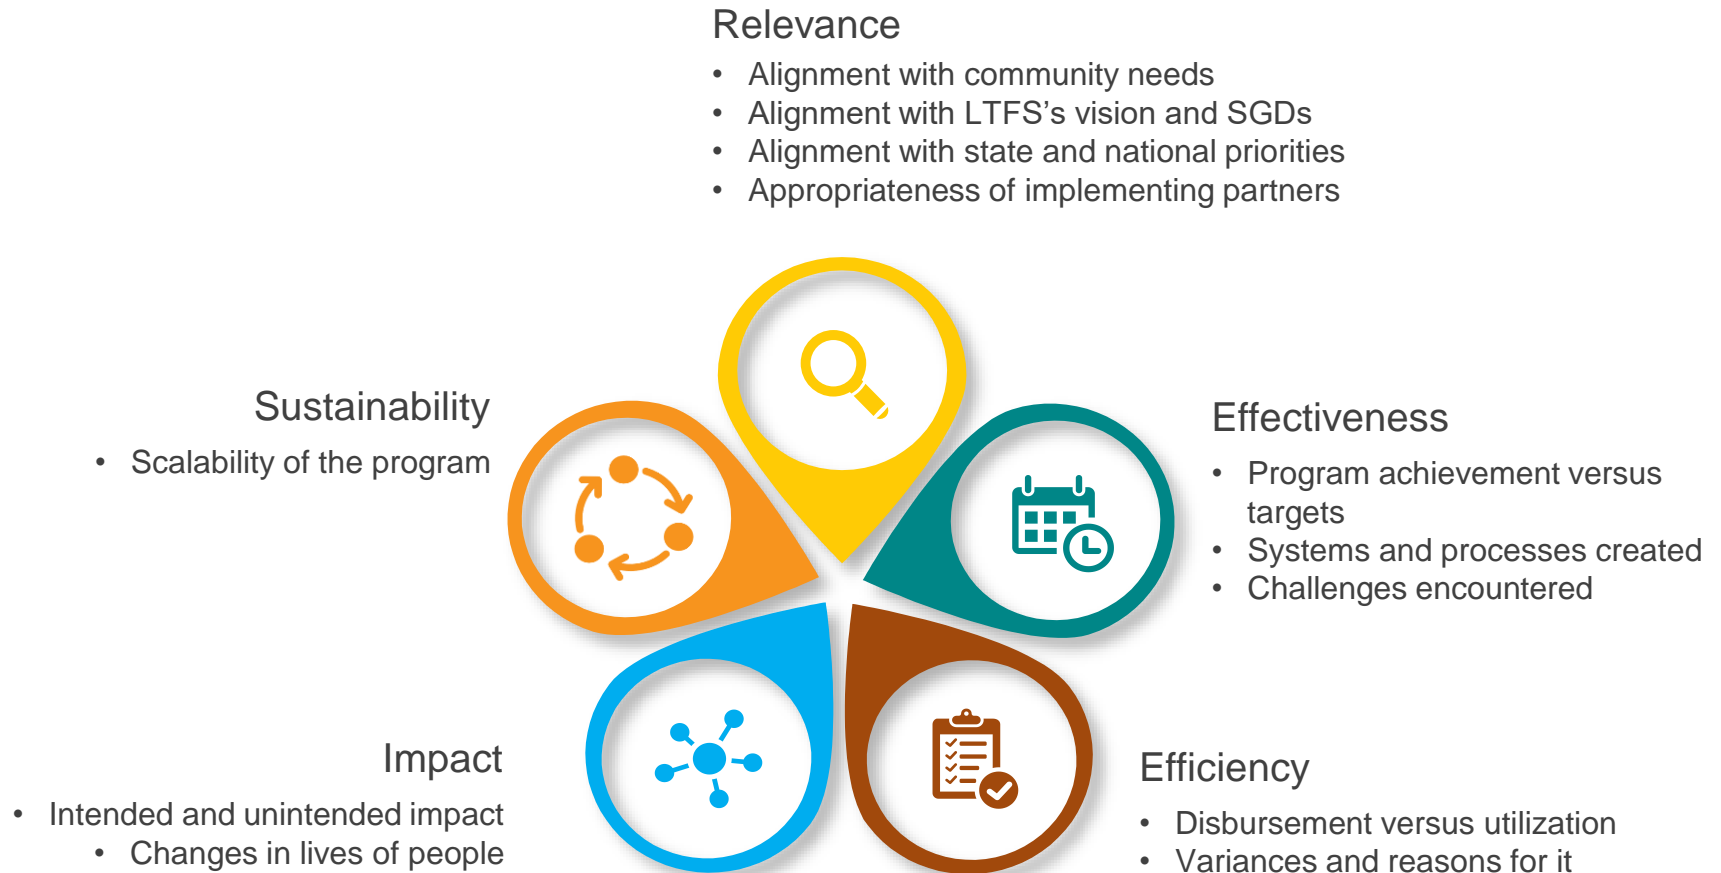 Relevance
• Alignment with community needs
• Alignment with LTFS’s vision and SGDs
• Alignment with state and national priorities
• Appropriateness of implementing partners
Sustainability
• Scalability of the program
Effectiveness
• Program achievement versus
targets
• Systems and processes created
• Challenges encountered
Impact
• Intended and unintended impact
• Changes in lives of people
Efficiency
• Disbursement versus utilization
• Variances and reasons for it